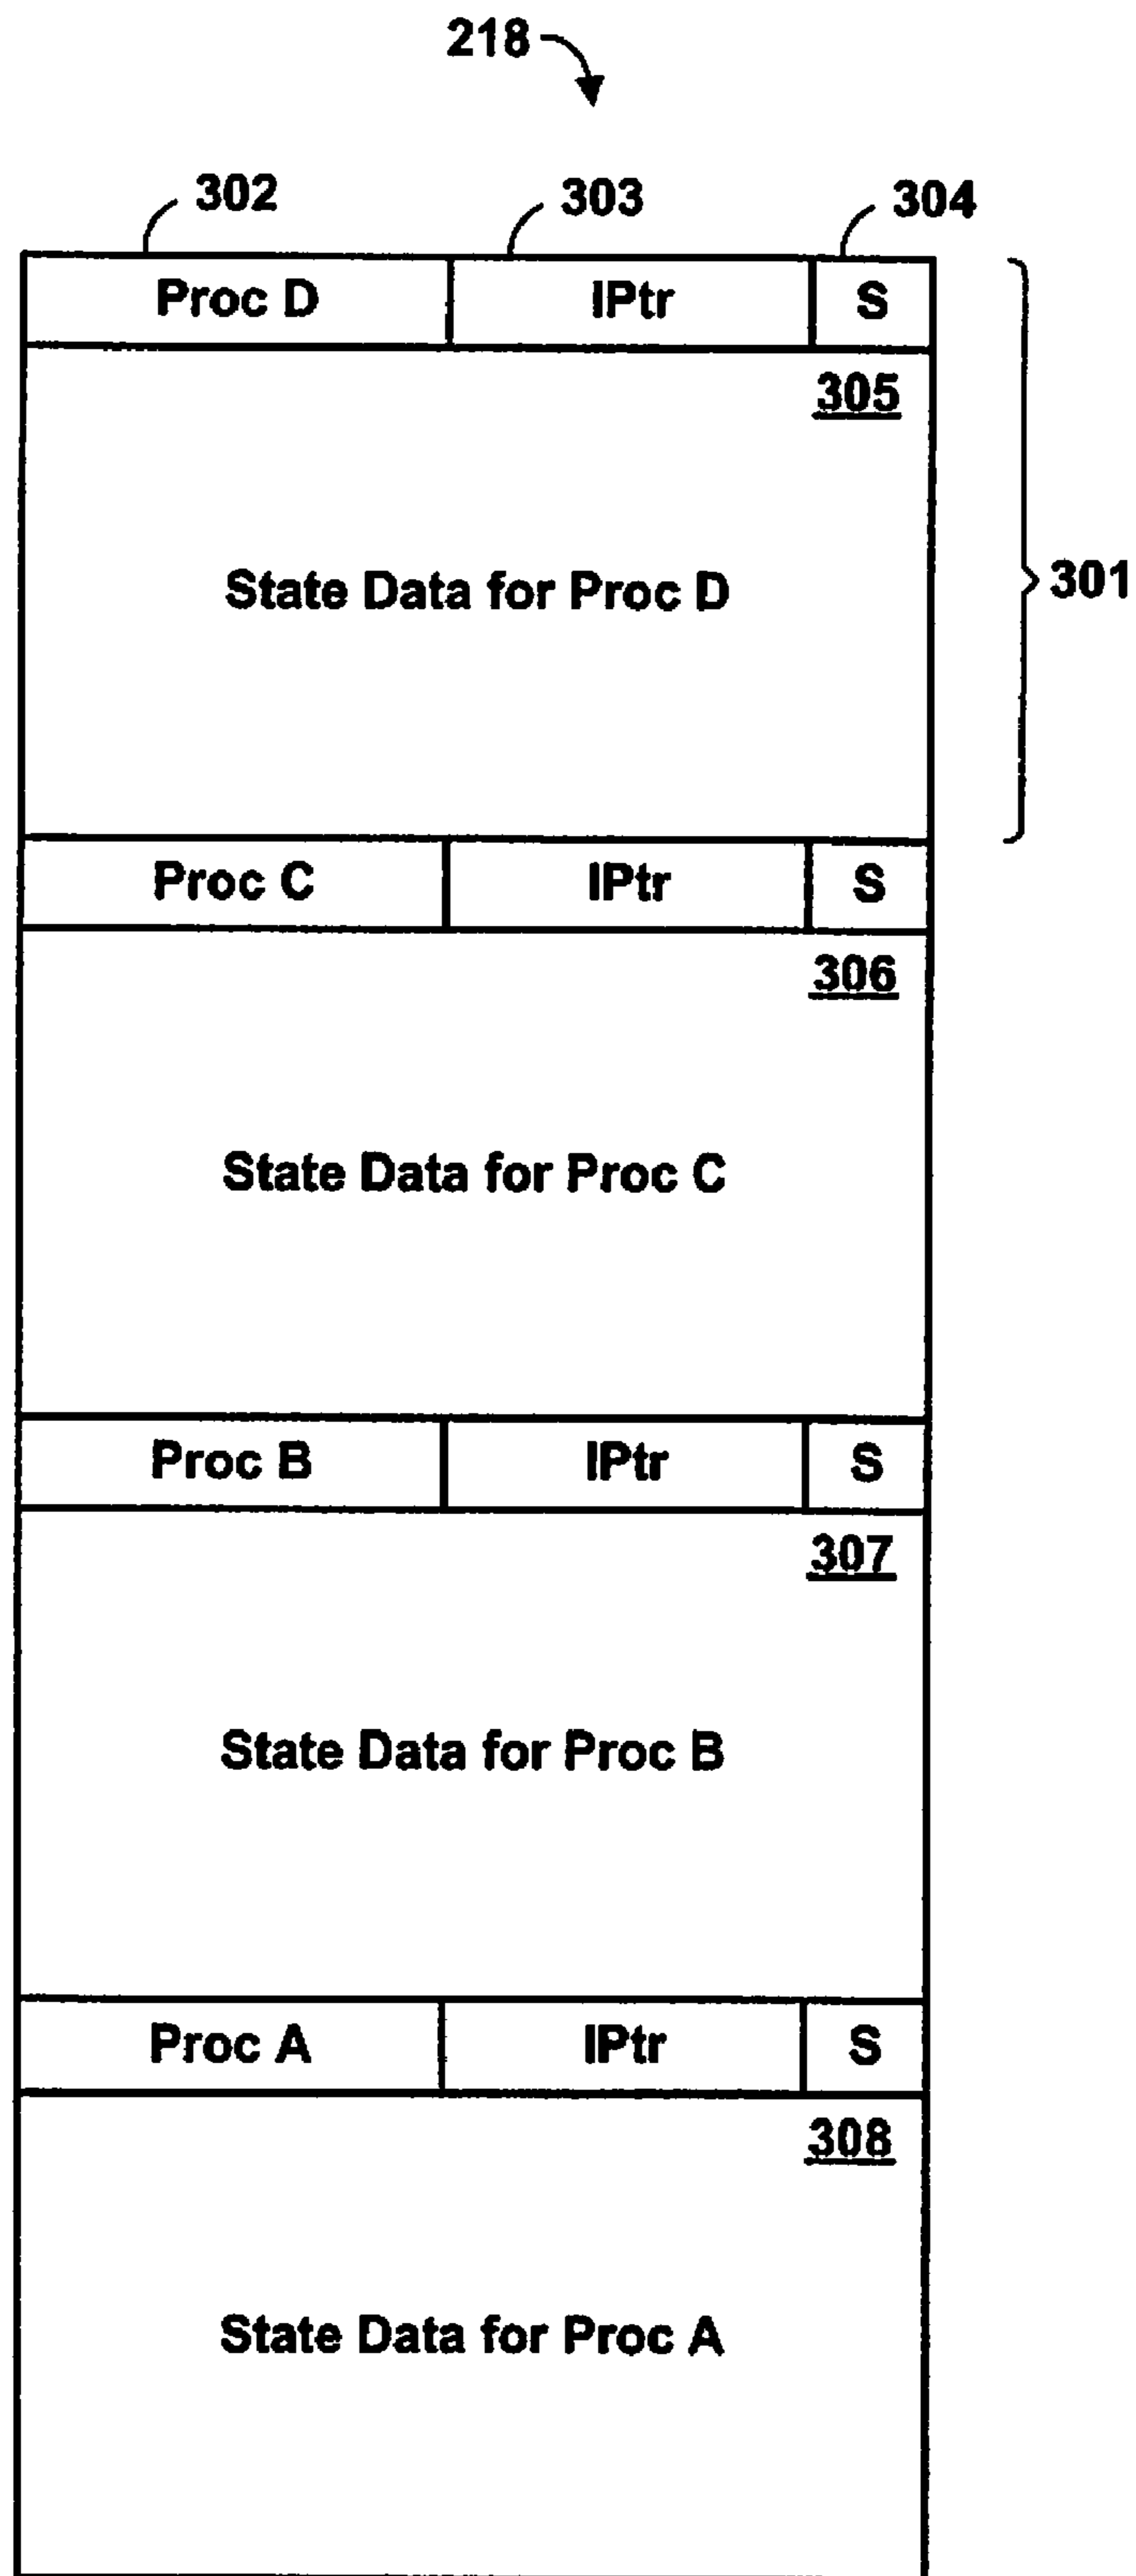 218
302 303 304
Proc D IPtr S
305
State Data for Proc D
301
Proc C IPtr S
306
State Data for Proc C
Proc B IPtr S
307
State Data for Proc B
Proc A IPtr S
308
State Data for Proc A